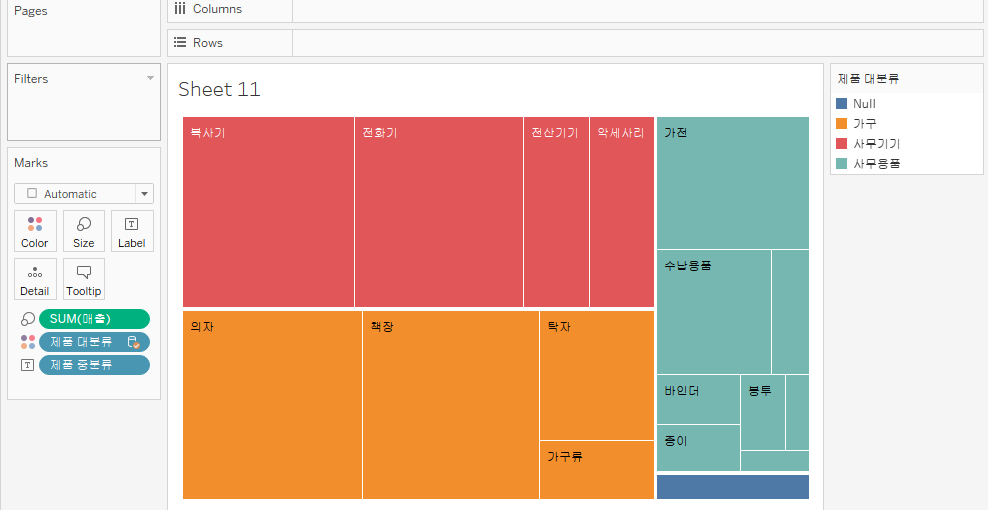 Pages
Columns
Rows
Filters
Marks
Automatic
Color
Size
Label
Detail
Tooltip
SUM(매출)
제품 대분류
제품 중분류
Sheet 11
복사기
전화기
전산기기
악세사리
가전
수납용품
의자
책장
탁자
바인더
봉투
종이
가구류
제품 대분류
Null
가구
사무기기
사무용품